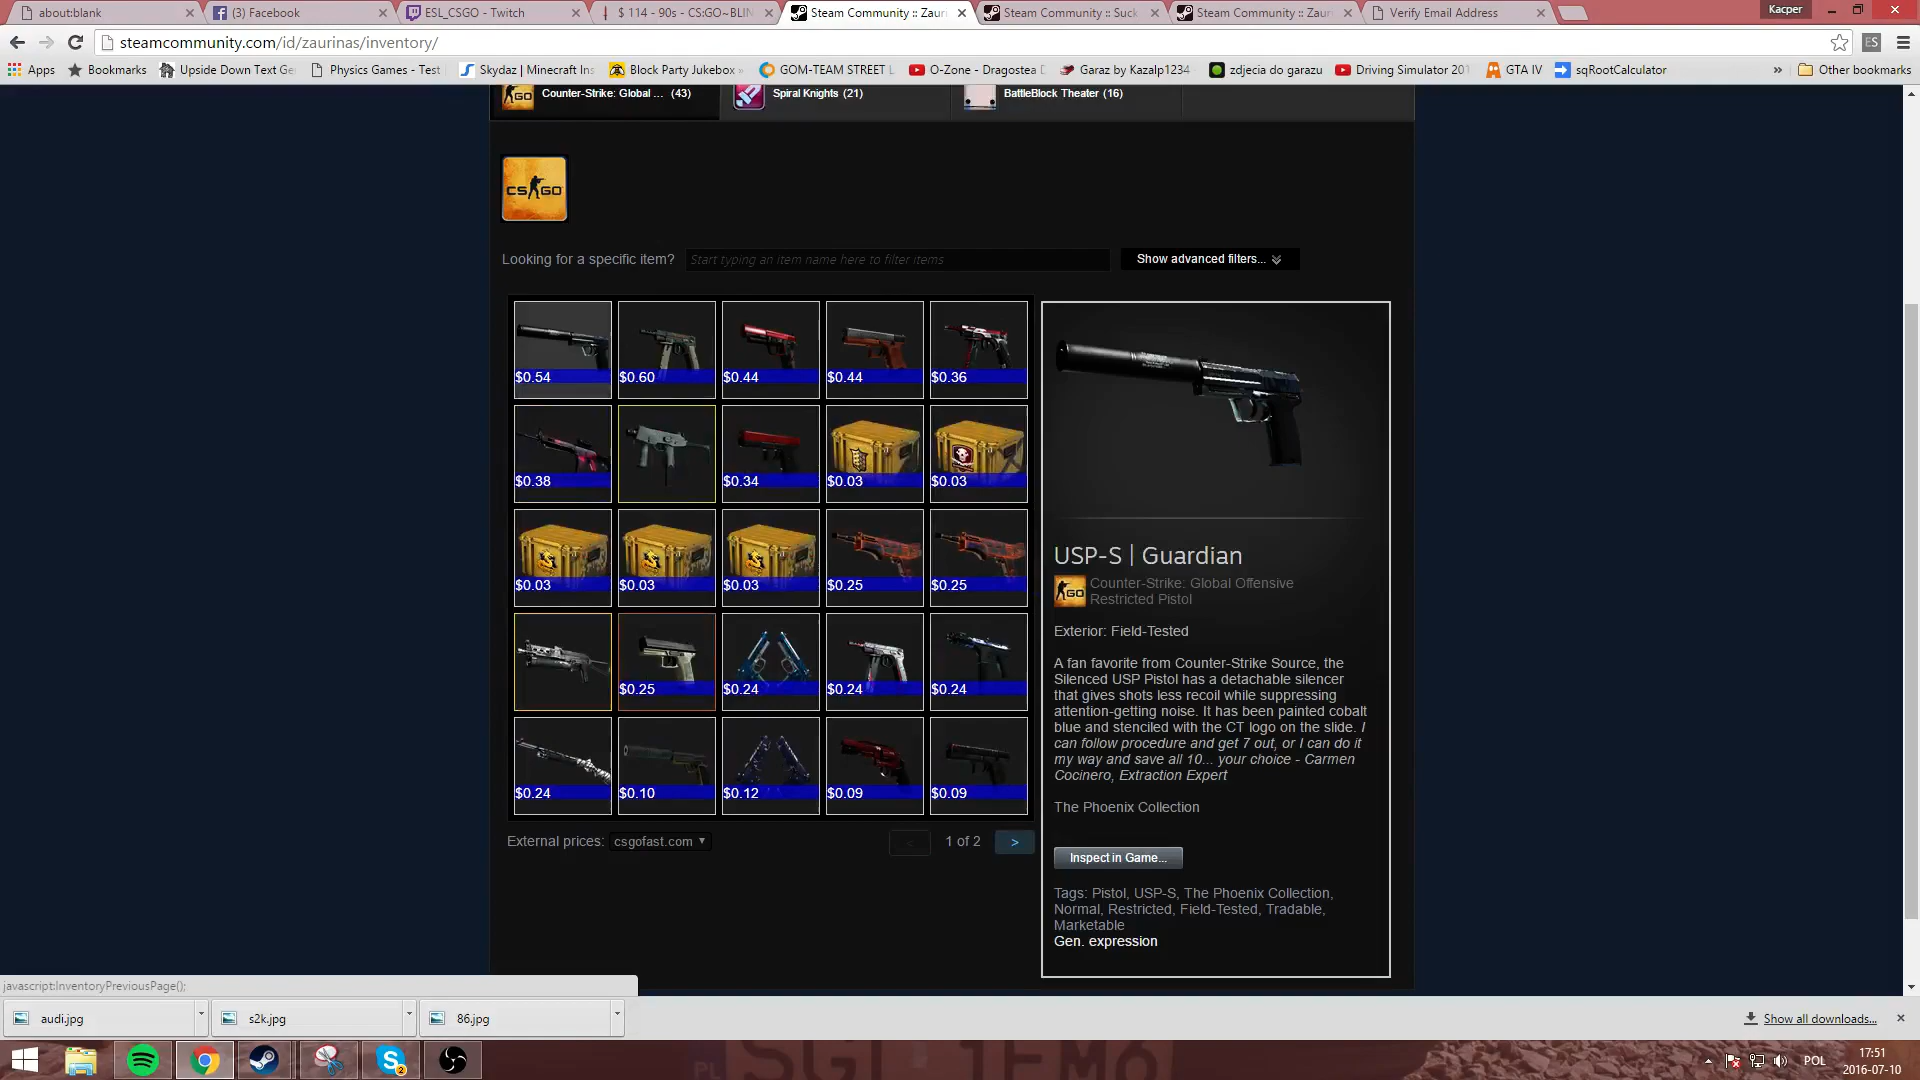 about:blank
(3) Facebook
ESL_CSGO - Twitch
$ 114 - 90s - CS:GO~BLIN
Steam Community :: Zaur
Steam Community :: Suck
Steam Community :: Zaur
Verify Email Address
Kacper
steamcommunity.com/id/zaurinas/inventory/
ES
Apps
Bookmarks
Upside Down Text Ge
Physics Games - Test
Skydaz | Minecraft Ins
Block Party Jukebox »
GOM-TEAM STREET L
O-Zone - Dragostea D
Garaz by Kazalp1234
zdjecia do garazu
Driving Simulator 201
GTA IV
sqRootCalculator
»
Other bookmarks
Counter-Strike: Global ... (43)
Spiral Knights (21)
BattleBlock Theater (16)
CS GO
Looking for a specific item?
Start typing an item name here to filter items
Show advanced filters...
$0.54
$0.60
$0.44
$0.44
$0.36
$0.38
$0.34
$0.03
$0.03
$0.03
$0.03
$0.03
$0.25
$0.25
$0.25
$0.24
$0.24
$0.24
$0.24
$0.10
$0.12
$0.09
$0.09
External prices: csgofast.com
<
1 of 2
>
USP-S | Guardian
GO
Counter-Strike: Global Offensive
Restricted Pistol
Exterior: Field-Tested
A fan favorite from Counter-Strike Source, the
Silenced USP Pistol has a detachable silencer
that gives shots less recoil while suppressing
attention-getting noise. It has been painted cobalt
blue and stenciled with the CT logo on the slide. I
can follow procedure and get 7 out, or I can do it
my way and save all 10... your choice - Carmen
Cocinero, Extraction Expert
The Phoenix Collection
Inspect in Game...
Tags: Pistol, USP-S, The Phoenix Collection,
Normal, Restricted, Field-Tested, Tradable,
Marketable
Gen. expression
javascript:InventoryPreviousPage();
audi.jpg
s2k.jpg
86.jpg
Show all downloads...
2
POL
17:51
2016-07-10